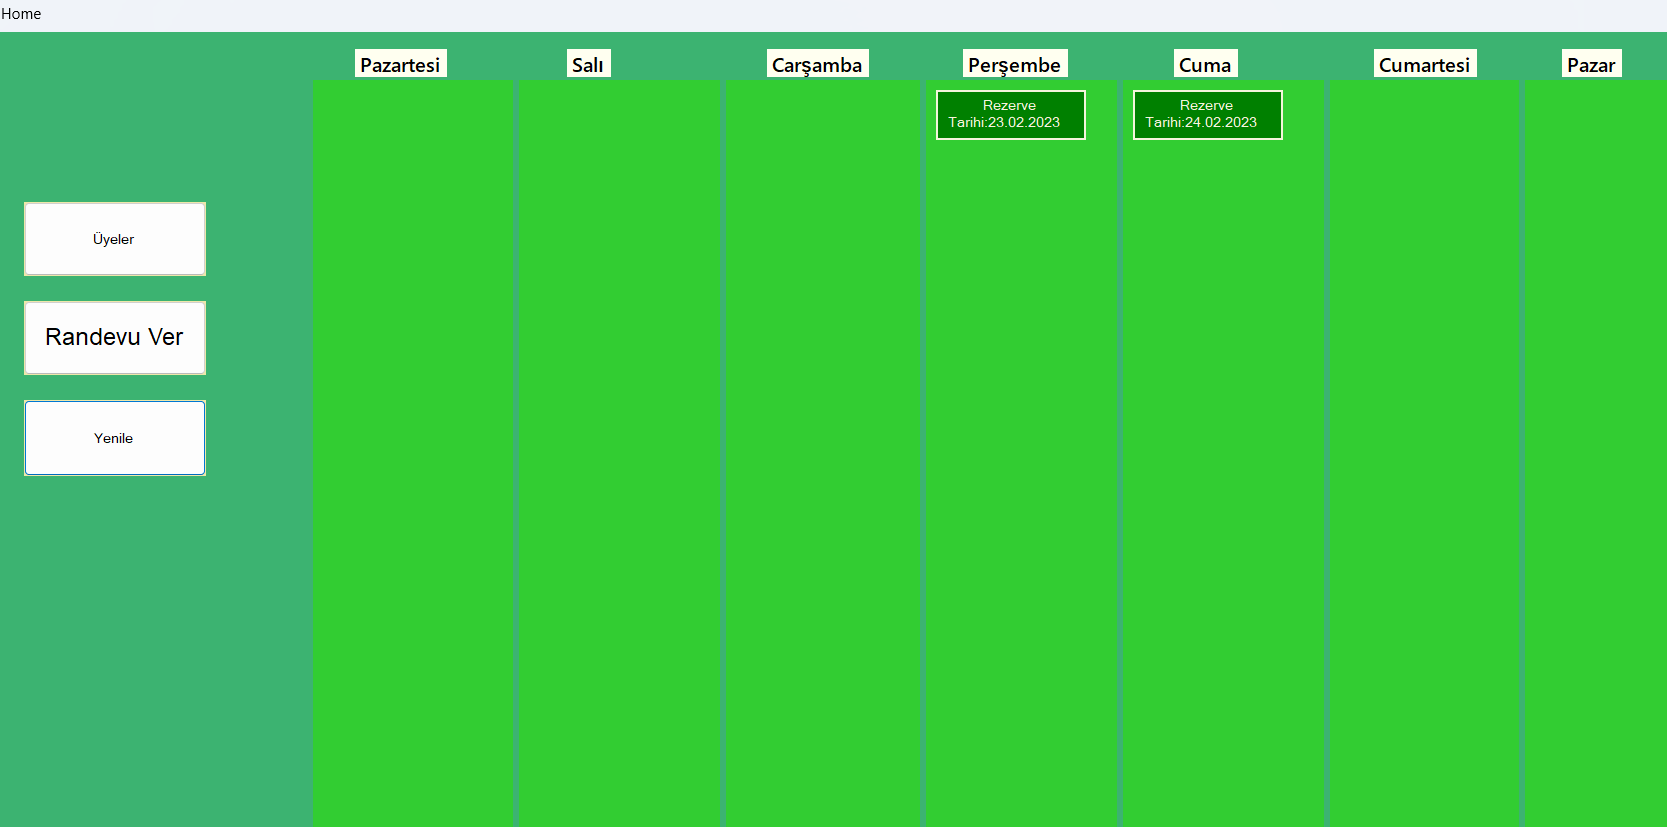 Home
Pazartesi
Salı
Carşamba
Perşembe
Cuma
Cumartesi
Pazar
Rezerve
Tarihi:23.02.2023
Rezerve
Tarihi:24.02.2023
Üyeler
Randevu Ver
Yenile